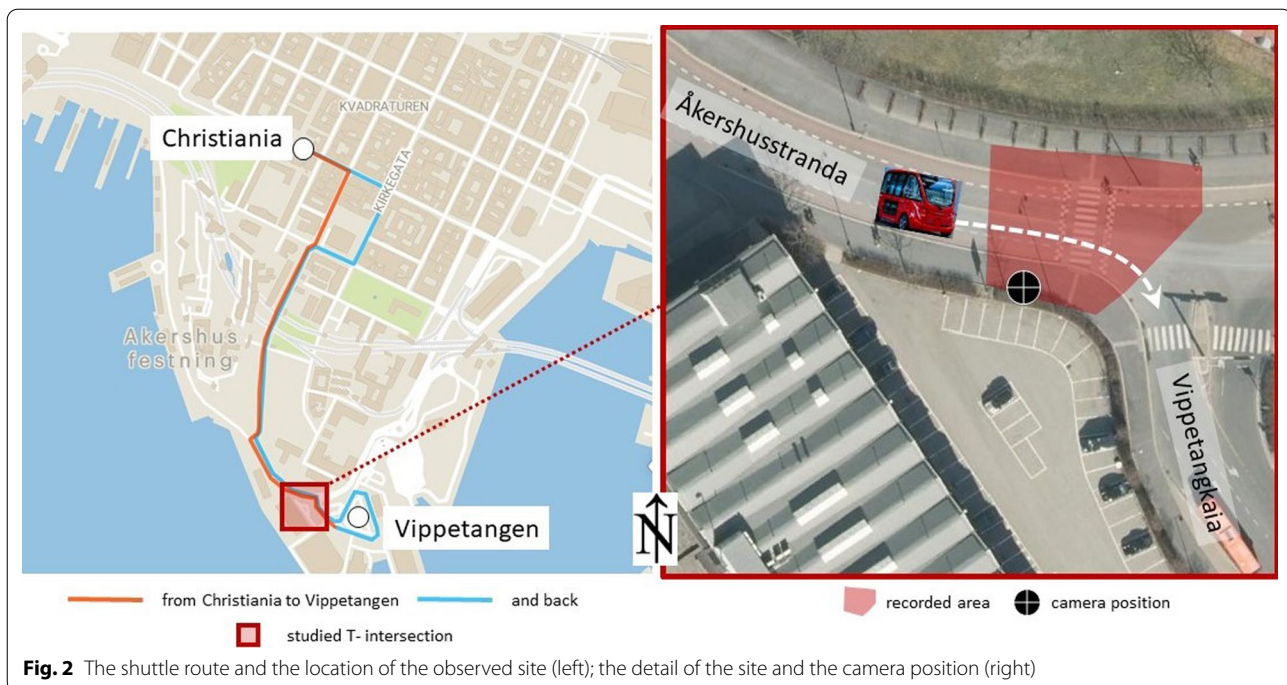 KVADRATUREN
Christiania
KIRKEGATA
Akershus
festning
Vippetangen
N
Åkershusstranda
Vippetangkaia
from Christiania to Vippetangen
and back
studied T- intersection
recorded area
camera position
Fig. 2 The shuttle route and the location of the observed site (left); the detail of the site and the camera position (right)